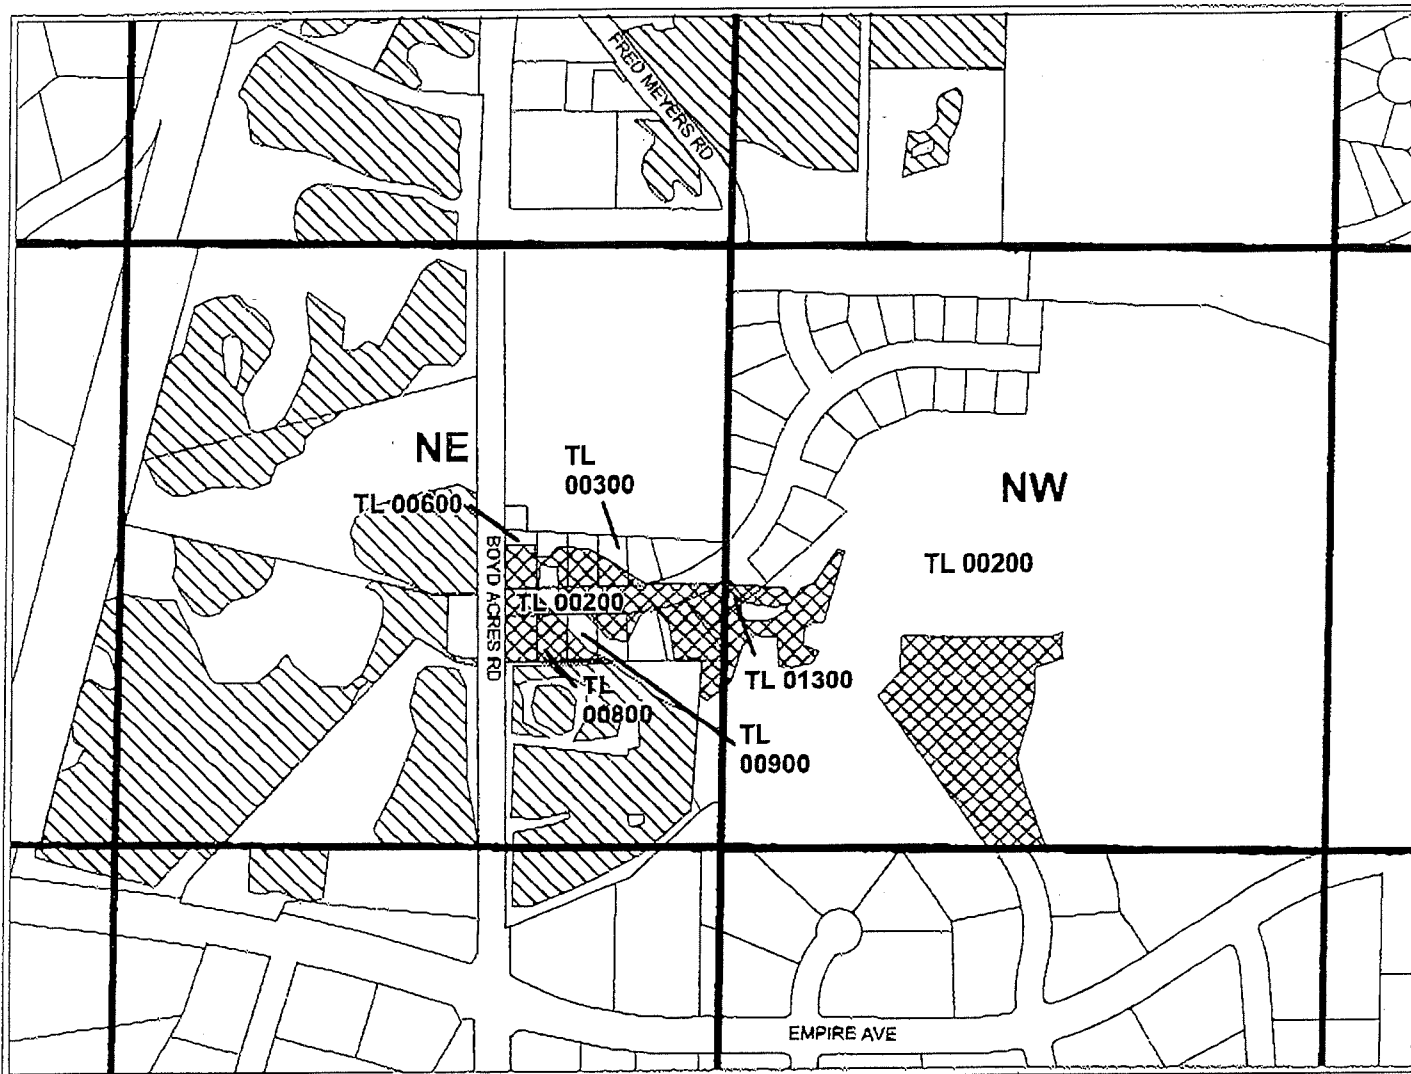 FRED MEYERS RD
NE
TL
00300
NW
TL 00600
BOYD ACRES RD
TL 00200
TL 00200
TL 01300
TL
00800
TL
00900
EMPIRE AVE